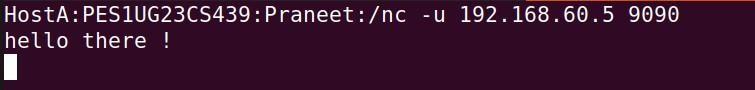 HostA:PES1UG23CS439:Praneet:/nc -u 192.168.60.5 9090
hello there !